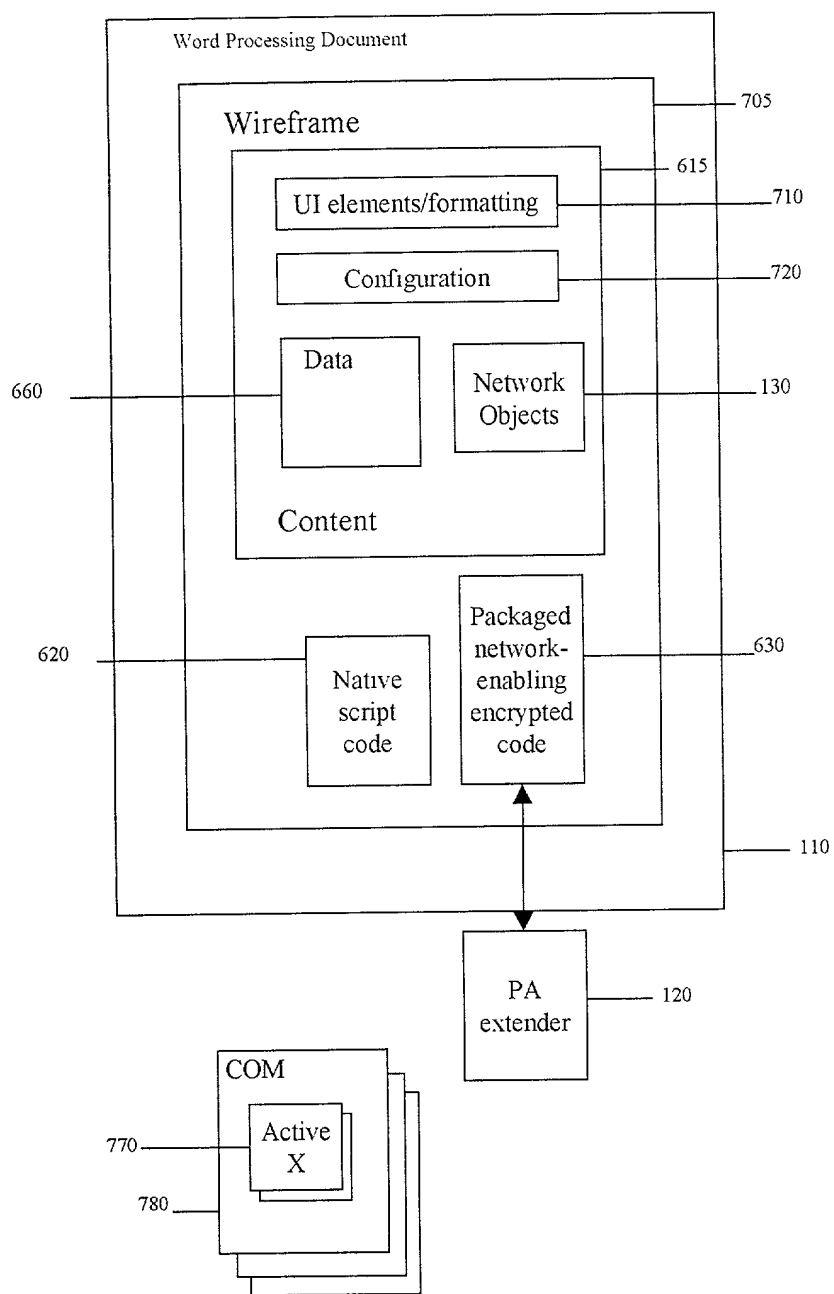 Word Processing Document
705
Wireframe
615
UI elements/formatting
710
Configuration
720
Data
660
Network
Objects
130
Content
Packaged
network-
enabling
encrypted
code
620
630
Native
script
code
110
PA
extender
120
COM
770
Active
X
780